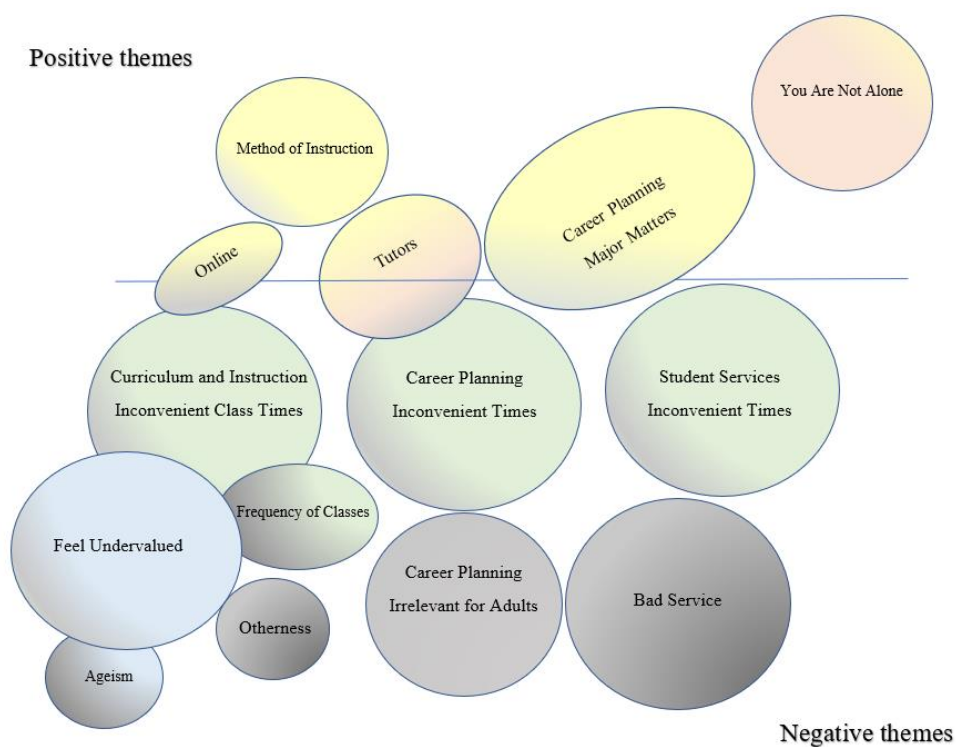 Positive themes
You Are Not Alone
Method of Instruction
Career Planning
Major Matters
Tutors
Online
Curriculum and Instruction
Inconvenient Class Times
Career Planning
Inconvenient Times
Student Services
Inconvenient Times
Frequency of Classes
Feel Undervalued
Career Planning
Irrelevant for Adults
Bad Service
Otherness
Ageism
Negative themes